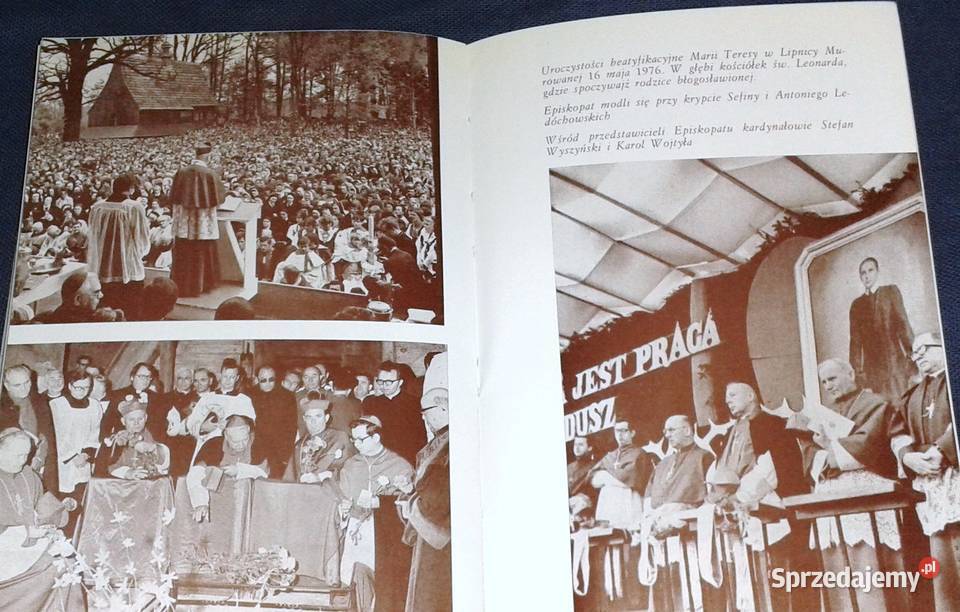 Uroczystości beatyfikacyjne Marii Teresy w Lipnicy Mu-
rowanej 16 maja 1976. W głębi kościółek św. Leonarda,
gdzie spoczywają rodzice błogosławionej.
Episkopat modli się przy krypcie Sefiny i Antoniego Le-
dóchowskich
Wśród przedstawicieli Episkopatu kardynałowie Stefan
Wyszyński i Karol Wojtyła
JEST PRACĄ
DUSZ
Sprzedajemy.pl